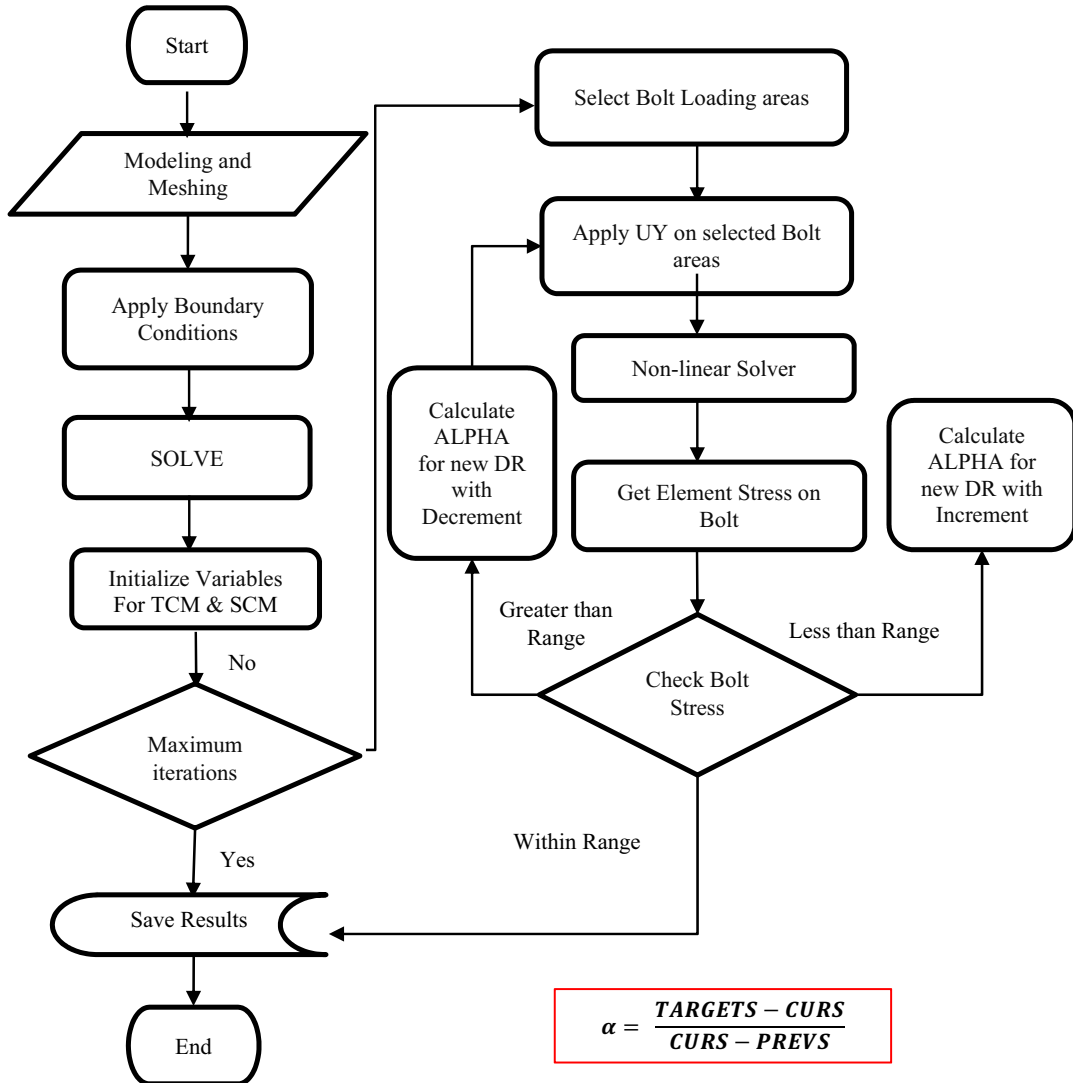 Start
Modeling and
Meshing
Apply Boundary
Conditions
SOLVE
Initialize Variables
For TCM & SCM
No
Maximum
iterations
Yes
Save Results
End
Select Bolt Loading areas
Apply UY on selected Bolt
areas
Non-linear Solver
Get Element Stress on
Bolt
Calculate
ALPHA
for new DR
with
Decrement
Calculate
ALPHA for
new DR with
Increment
Greater than
Range
Less than Range
Check Bolt
Stress
Within Range
α = TARGETS − CURS
CURS − PREVS